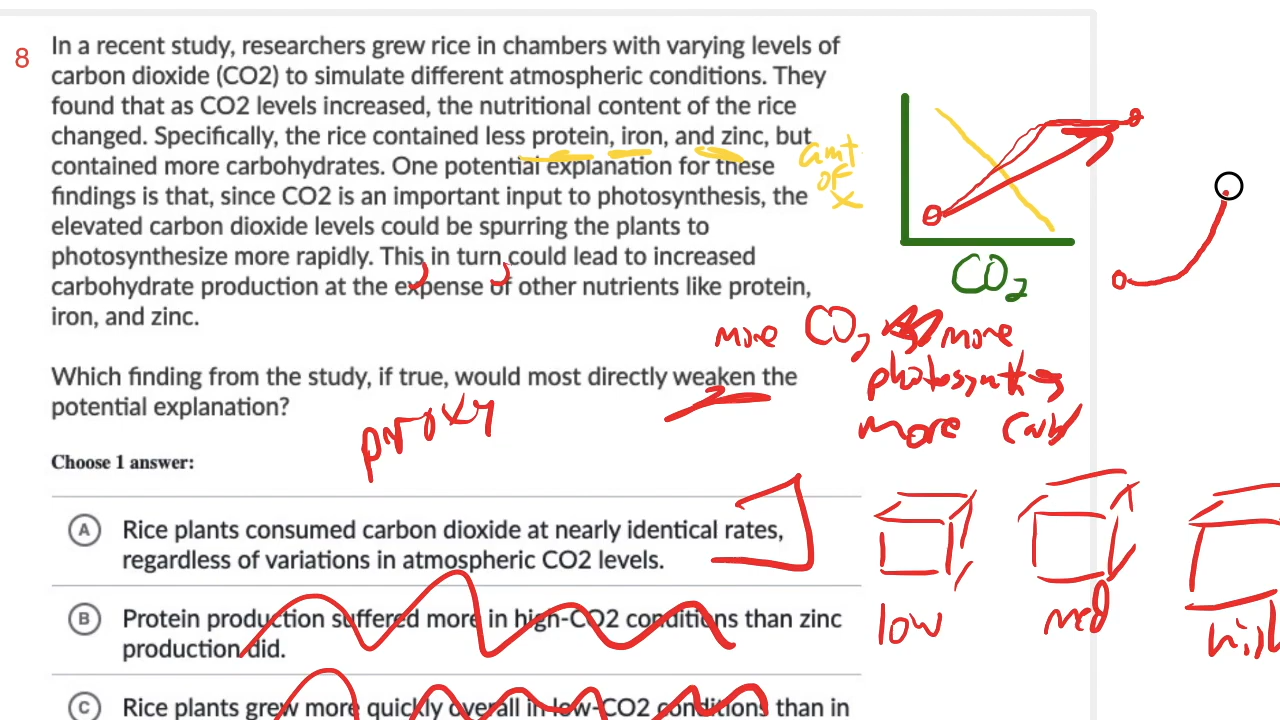 8
In a recent study, researchers grew rice in chambers with varying levels of
carbon dioxide (CO2) to simulate different atmospheric conditions. They
found that as CO2 levels increased, the nutritional content of the rice
changed. Specifically, the rice contained less protein, iron, and zinc, but
contained more carbohydrates. One potential explanation for these
findings is that, since CO2 is an important input to photosynthesis, the
elevated carbon dioxide levels could be spurring the plants to
photosynthesize more rapidly. This in turn could lead to increased
carbohydrate production at the expense of other nutrients like protein,
iron, and zinc.
amt
of
x
CO2
more CO2 more
photosynthes
more carb
Which finding from the study, if true, would most directly weaken the
potential explanation?
proxy
Choose 1 answer:
A Rice plants consumed carbon dioxide at nearly identical rates,
regardless of variations in atmospheric CO2 levels.
B Protein production suffered more in high-CO2 conditions than zinc
production did.
C Rice plants grew more quickly overall in low-CO2 conditions than in
low
med
high